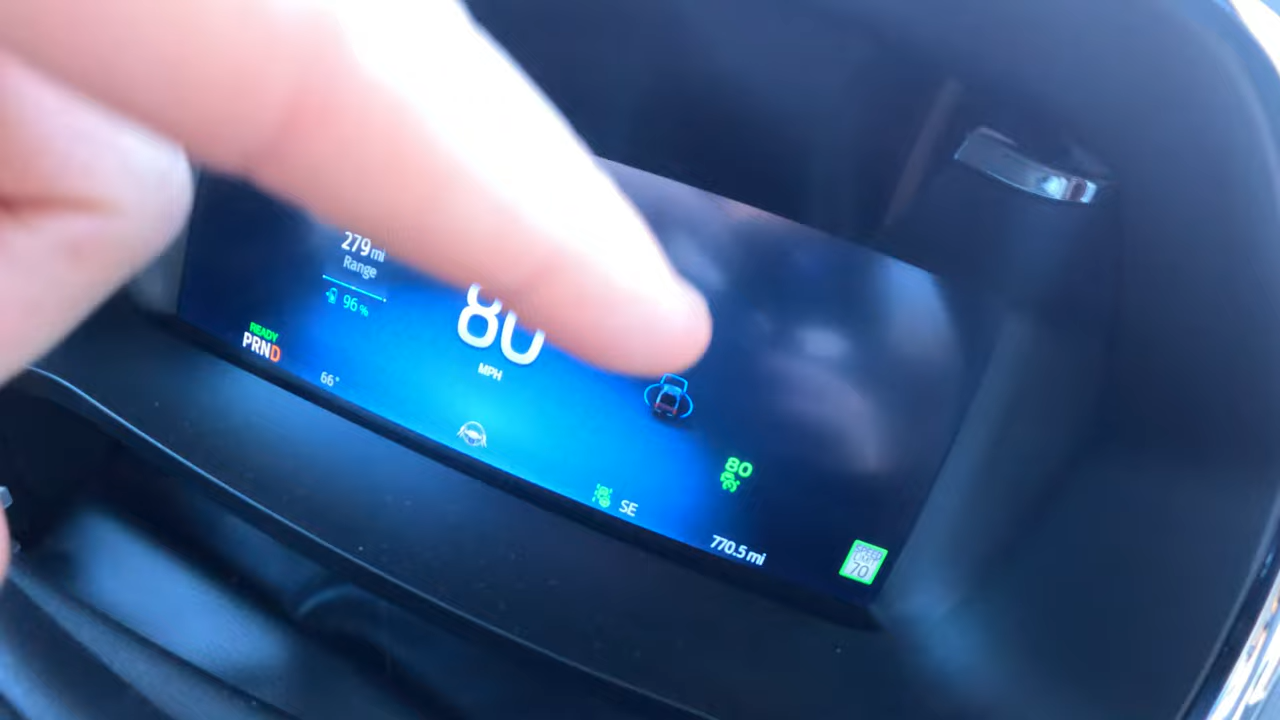 279 mi
Range
96%
80
MPH
READY
PRND
66°
80
SE
770.5 mi
SPEED
LIMIT
70